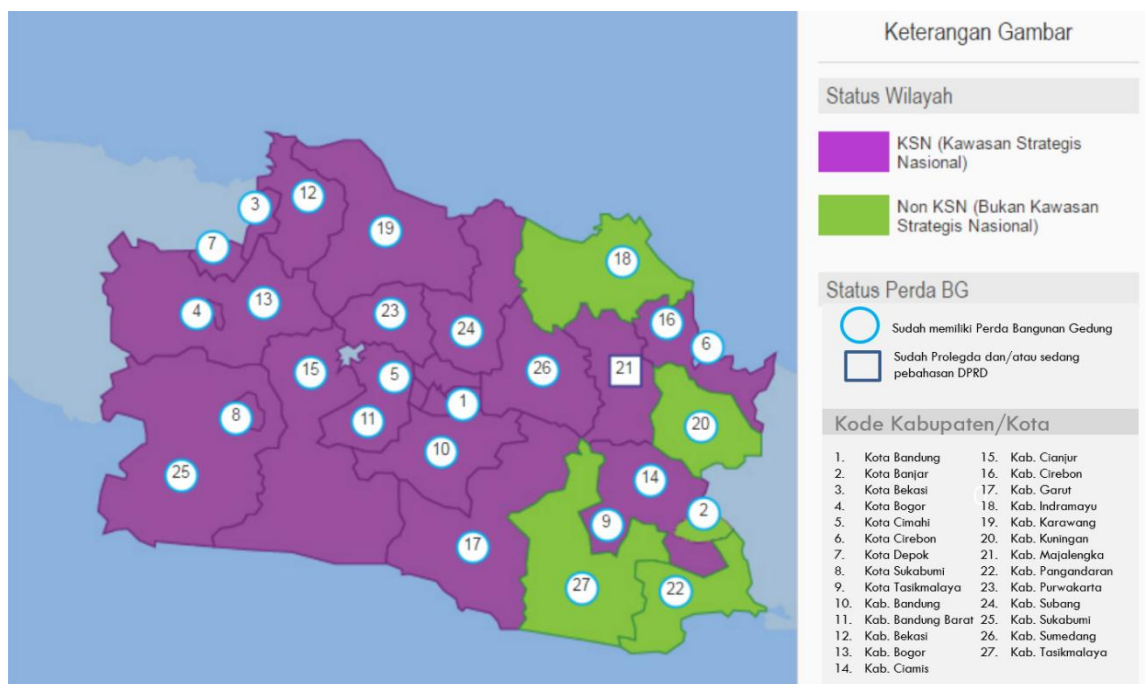 Keterangan Gambar
Status Wilayah
KSN (Kawasan Strategis
Nasional)
Non KSN (Bukan Kawasan
Strategis Nasional)
Status Perda BG
Sudah memiliki Perda Bangunan Gedung
Sudah Prolegda dan/atau sedang
pebahasan DPRD
Kode Kabupaten/Kota
1. Kota Bandung
2. Kota Banjar
3. Kota Bekasi
4. Kota Bogor
5. Kota Cimahi
6. Kota Cirebon
7. Kota Depok
8. Kota Sukabumi
9. Kota Tasikmalaya
10. Kab. Bandung
11. Kab. Bandung Barat
12. Kab. Bekasi
13. Kab. Bogor
14. Kab. Ciamis
15. Kab. Cianjur
16. Kab. Cirebon
17. Kab. Garut
18. Kab. Indramayu
19. Kab. Karawang
20. Kab. Kuningan
21. Kab. Majalengka
22. Kab. Pangandaran
23. Kab. Purwakarta
24. Kab. Subang
25. Kab. Sukabumi
26. Kab. Sumedang
27. Kab. Tasikmalaya
12
3
19
7
18
13
4
23
16
24
6
15
5
26
21
1
8
11
20
10
25
14
2
9
17
27
22